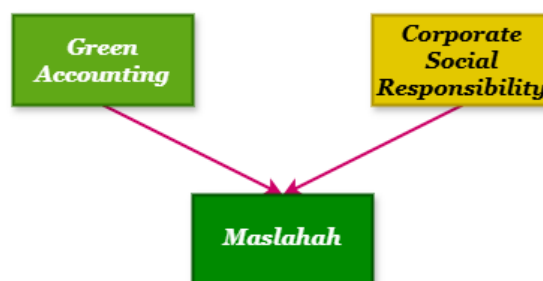 Green
Accounting
Corporate
Social
Responsibility
Maslahah